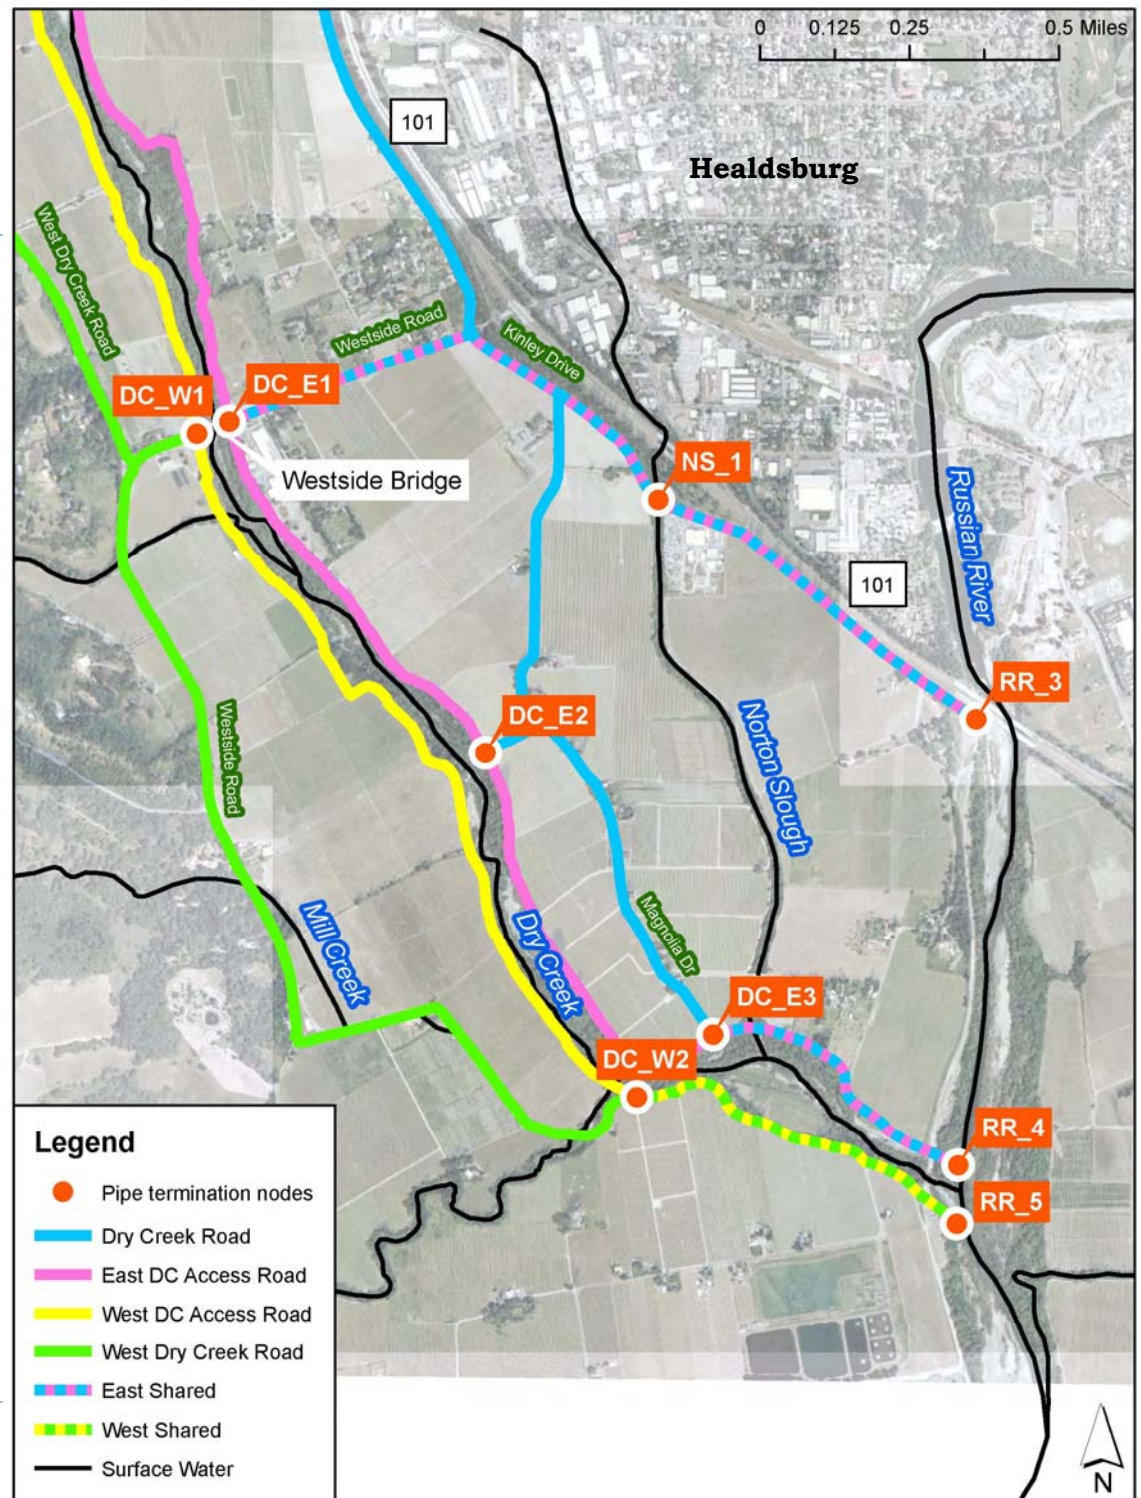 0 0.125 0.25 0.5 Miles
101
Healdsburg
West Dry Creek Road
Westside Road
Kinley Drive
DC_W1
DC_E1
Westside Bridge
NS_1
Russian River
101
RR_3
DC_E2
Westside Road
Norton Slough
Mill Creek
Dry Creek
Magnolia Dr
DC_E3
DC_W2
RR_4
RR_5
Legend
Pipe termination nodes
Dry Creek Road
East DC Access Road
West DC Access Road
West Dry Creek Road
East Shared
West Shared
Surface Water
N